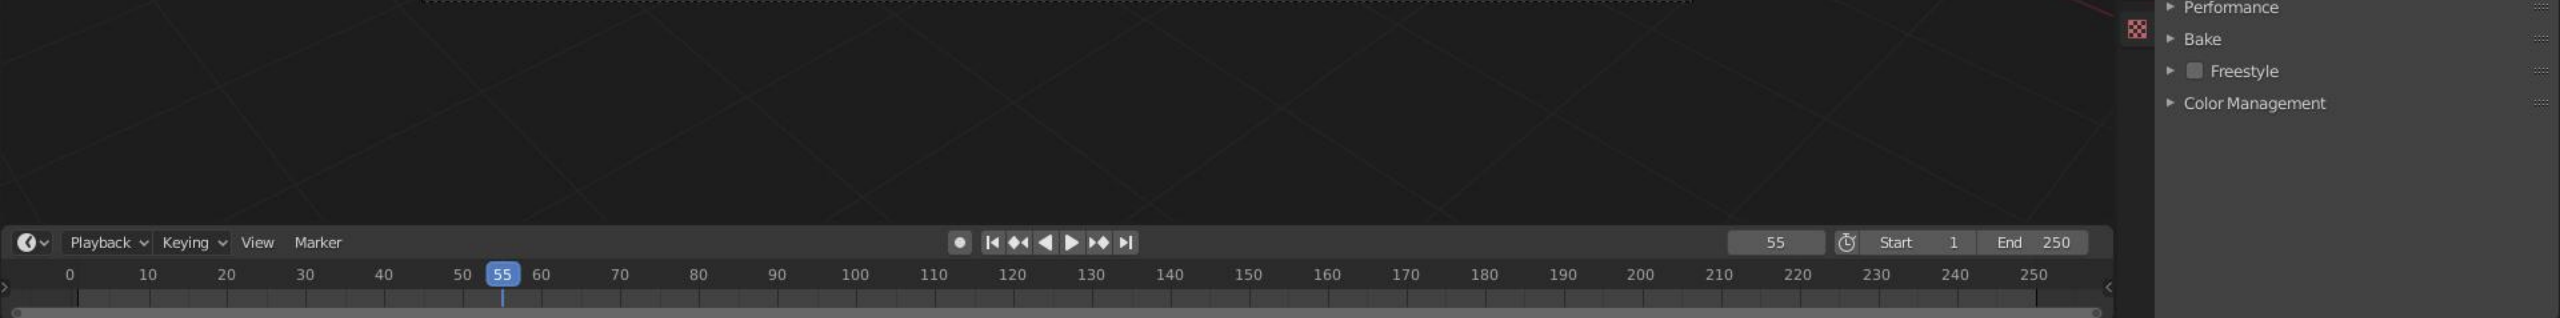 Performance
Bake
Freestyle
Color Management
Playback Keying View Marker 55 Start 1 End 250
0 10 20 30 40 50 55 60 70 80 90 100 110 120 130 140 150 160 170 180 190 200 210 220 230 240 250